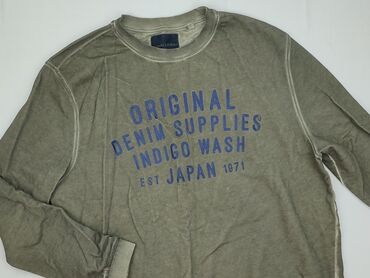 ORIGINAL
DENIM SUPPLIES
INDIGO WASH
EST JAPAN 1971